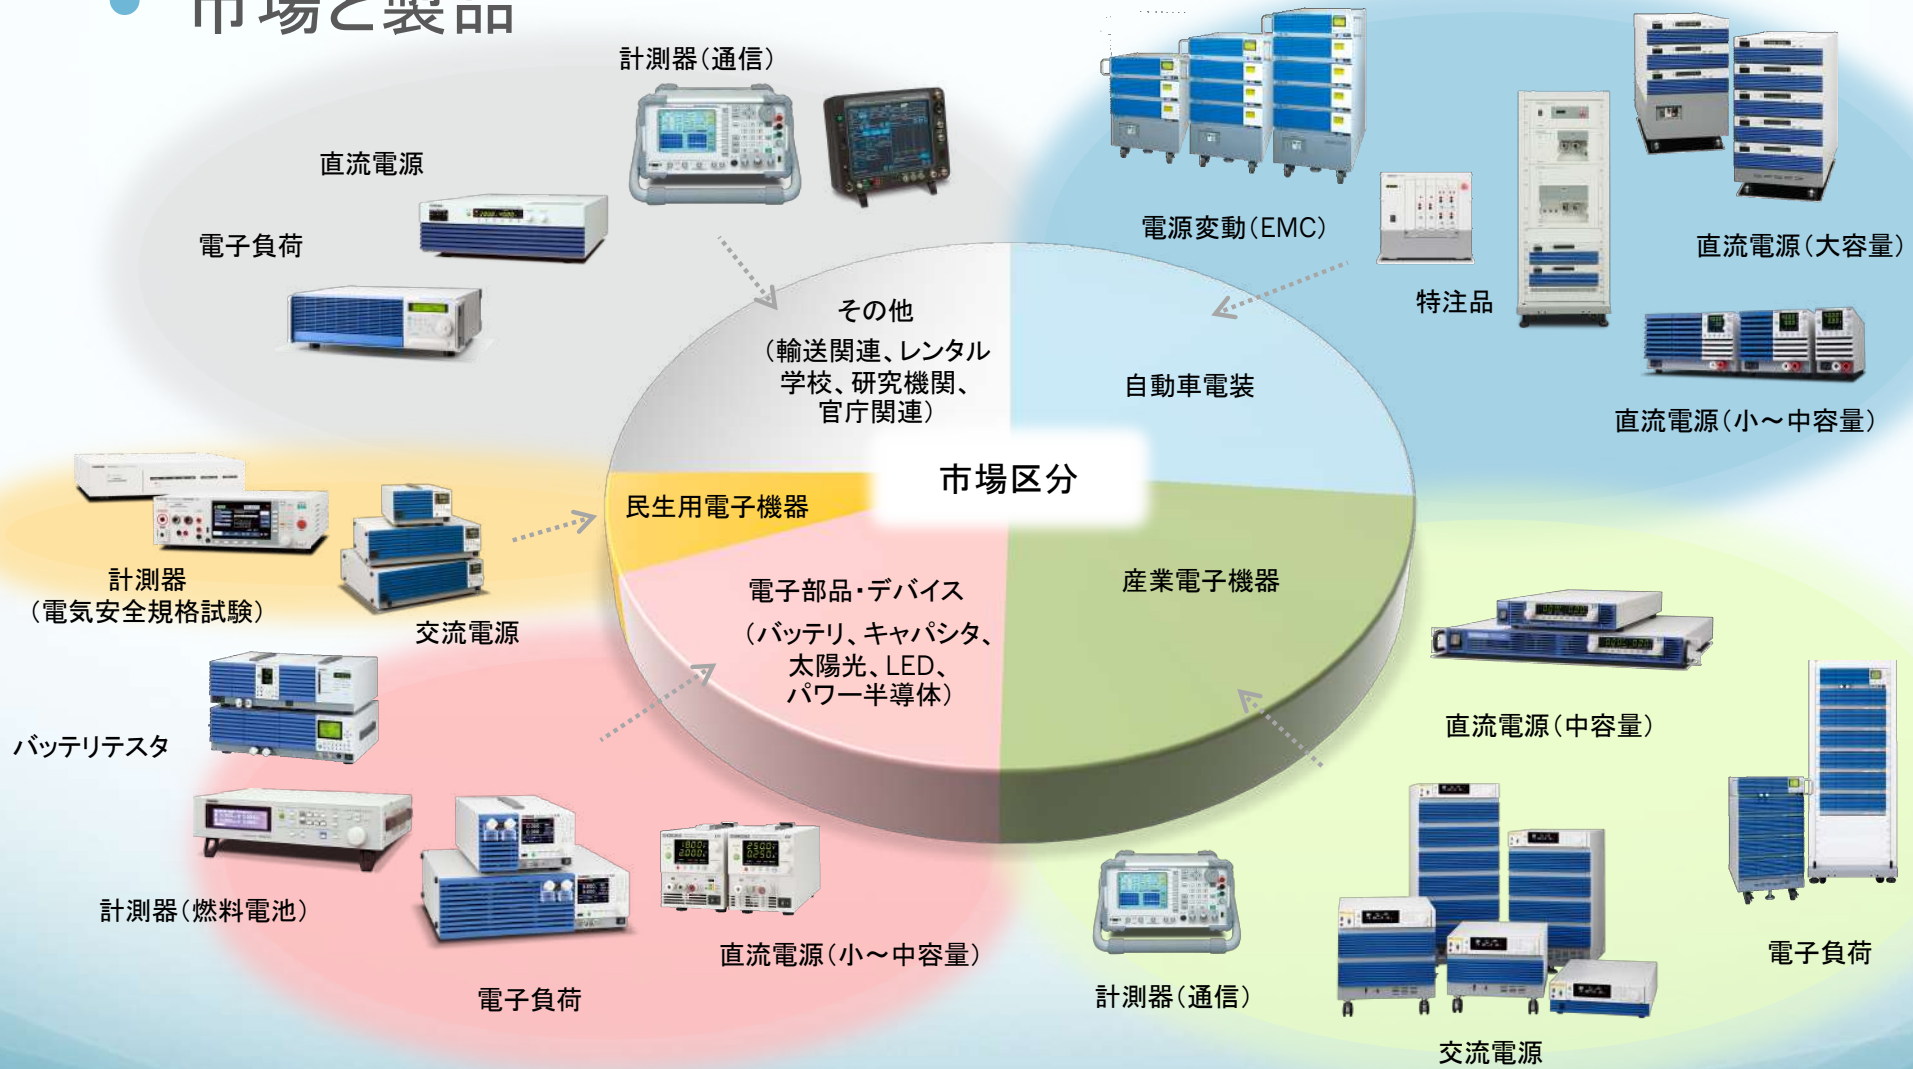 市場と製品
計測器（通信）
直流電源
電子負荷
電源変動（EMC）
特注品
直流電源（大容量）
直流電源（小～中容量）
その他
（輸送関連、レンタル
学校、研究機関、
官庁関連）
自動車電装
市場区分
民生用電子機器
計測器
（電気安全規格試験）
交流電源
電子部品・デバイス
（バッテリ、キャパシタ、
太陽光、LED、
パワー半導体）
産業電子機器
バッテリテスタ
計測器（燃料電池）
電子負荷
直流電源（小～中容量）
直流電源（中容量）
電子負荷
計測器（通信）
交流電源